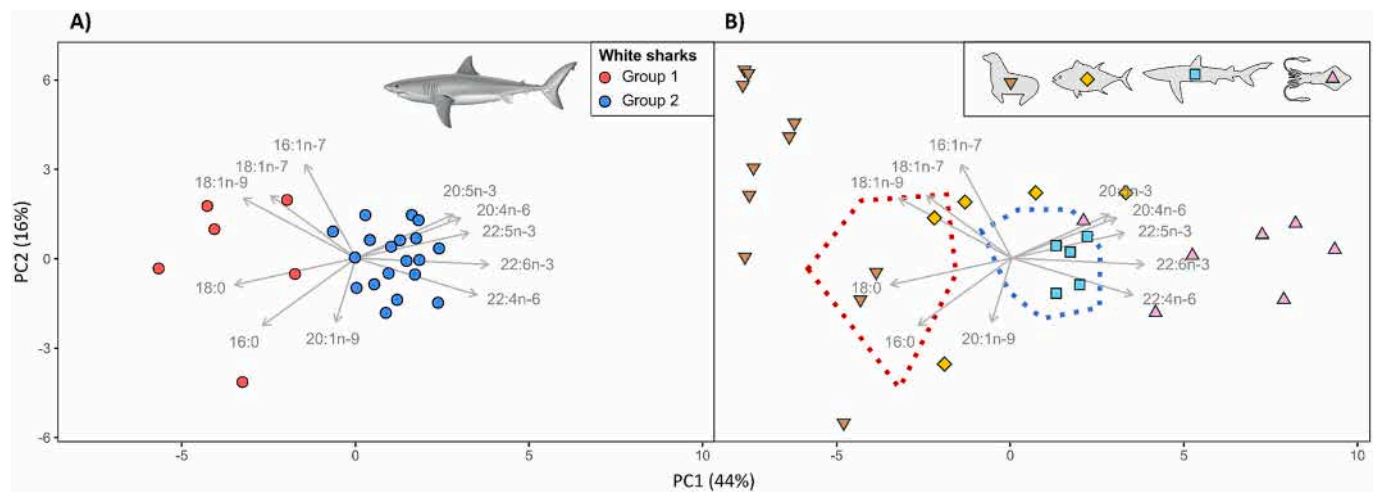 A)
B)
White sharks
Group 1
Group 2
6
3
0
-3
-6
PC2 (16%)
16:1n-7
18:1n-7
18:1n-9
20:5n-3
20:4n-6
22:5n-3
22:6n-3
22:4n-6
18:0
16:0
20:1n-9
16:1n-7
18:1n-7
18:1n-9
20:4n-6
22:5n-3
22:6n-3
22:4n-6
18:0
16:0
20:1n-9
-5
0
5
10
-5
0
5
10
PC1 (44%)